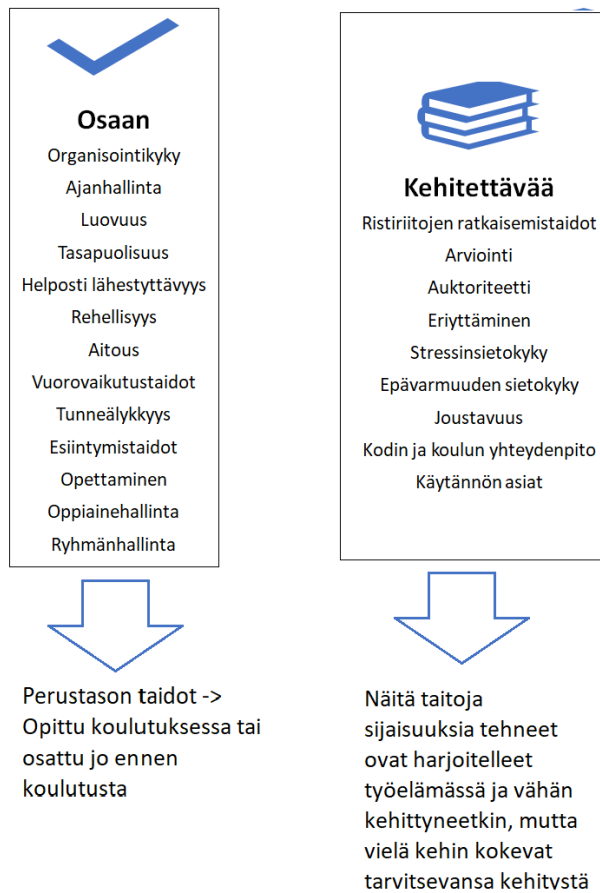 Osaan
Organisointikyky
Ajanhallinta
Luovuus
Tasapuolisuus
Helposti lähestyttävyys
Rehellisyys
Aitous
Vuorovaikutustaidot
Tunneälykkyys
Esiintymistaidot
Opettaminen
Oppiainehallinta
Ryhmänhallinta
Perustason taidot ->
Opittu koulutuksessa tai
osattu jo ennen
koulutusta
Kehitettävää
Ristiriitojen ratkaisemistaidot
Arviointi
Auktoriteetti
Eriyttäminen
Stressinsietokyky
Epävarmuuden sietokyky
Joustavuus
Kodin ja koulun yhteydenpito
Käytännön asiat
Näitä taitoja
sijaisuuksia tehneet
ovat harjoitelleet
työelämässä ja vähän
kehittyneetkin, mutta
vielä kehin kokevat
tarvitsevansa kehitystä